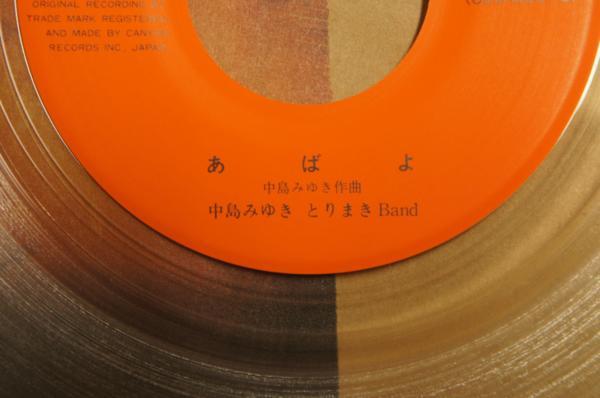 ORIGINAL RECORDING BY
TRADE MARK REGISTERED
AND MADE BY CANYON
RECORDS INC., JAPAN
あばよ
中島みゆき作曲
中島みゆき とりまき Band